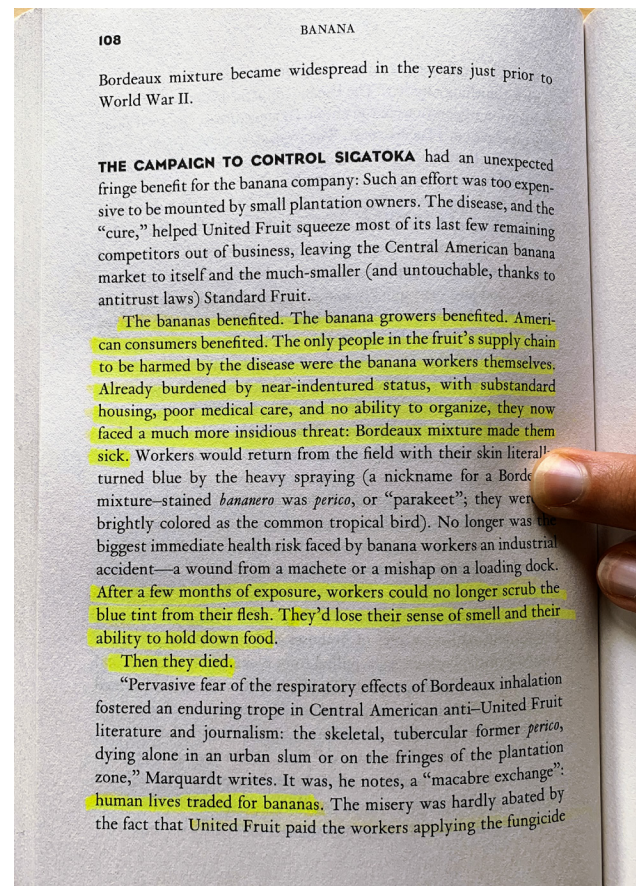 108
BANANA
Bordeaux mixture became widespread in the years just prior to
World War II.
THE CAMPAIGN TO CONTROL SIGATOKA had an unexpected
fringe benefit for the banana company: Such an effort was too expen-
sive to be mounted by small plantation owners. The disease, and the
“cure,” helped United Fruit squeeze most of its last few remaining
competitors out of business, leaving the Central American banana
market to itself and the much-smaller (and untouchable, thanks to
antitrust laws) Standard Fruit.
The bananas benefited. The banana growers benefited. Ameri-
can consumers benefited. The only people in the fruit’s supply chain
to be harmed by the disease were the banana workers themselves.
Already burdened by near-indentured status, with substandard
housing, poor medical care, and no ability to organize, they now
faced a much more insidious threat: Bordeaux mixture made them
sick. Workers would return from the field with their skin
turned blue by the heavy spraying (a nickname for a
mixture–stained bananero was perico, or “parakeet”; they
brightly colored as the common tropical bird). No longer was the
biggest immediate health risk faced by banana workers an industrial
accident—a wound from a machete or a mishap on a loading dock.
After a few months of exposure, workers could no longer scrub the
blue tint from their flesh. They’d lose their sense of smell and their
ability to hold down food.
Then they died.
“Pervasive fear of the respiratory effects of Bordeaux inhalation
fostered an enduring trope in Central American anti–United Fruit
literature and journalism: the skeletal, tubercular former perico,
dying alone in an urban slum or on the fringes of the plantation
zone,” Marquardt writes. It was, he notes, a “macabre exchange”:
human lives traded for bananas. The misery was hardly abated by
the fact that United Fruit paid the workers applying the fungicide